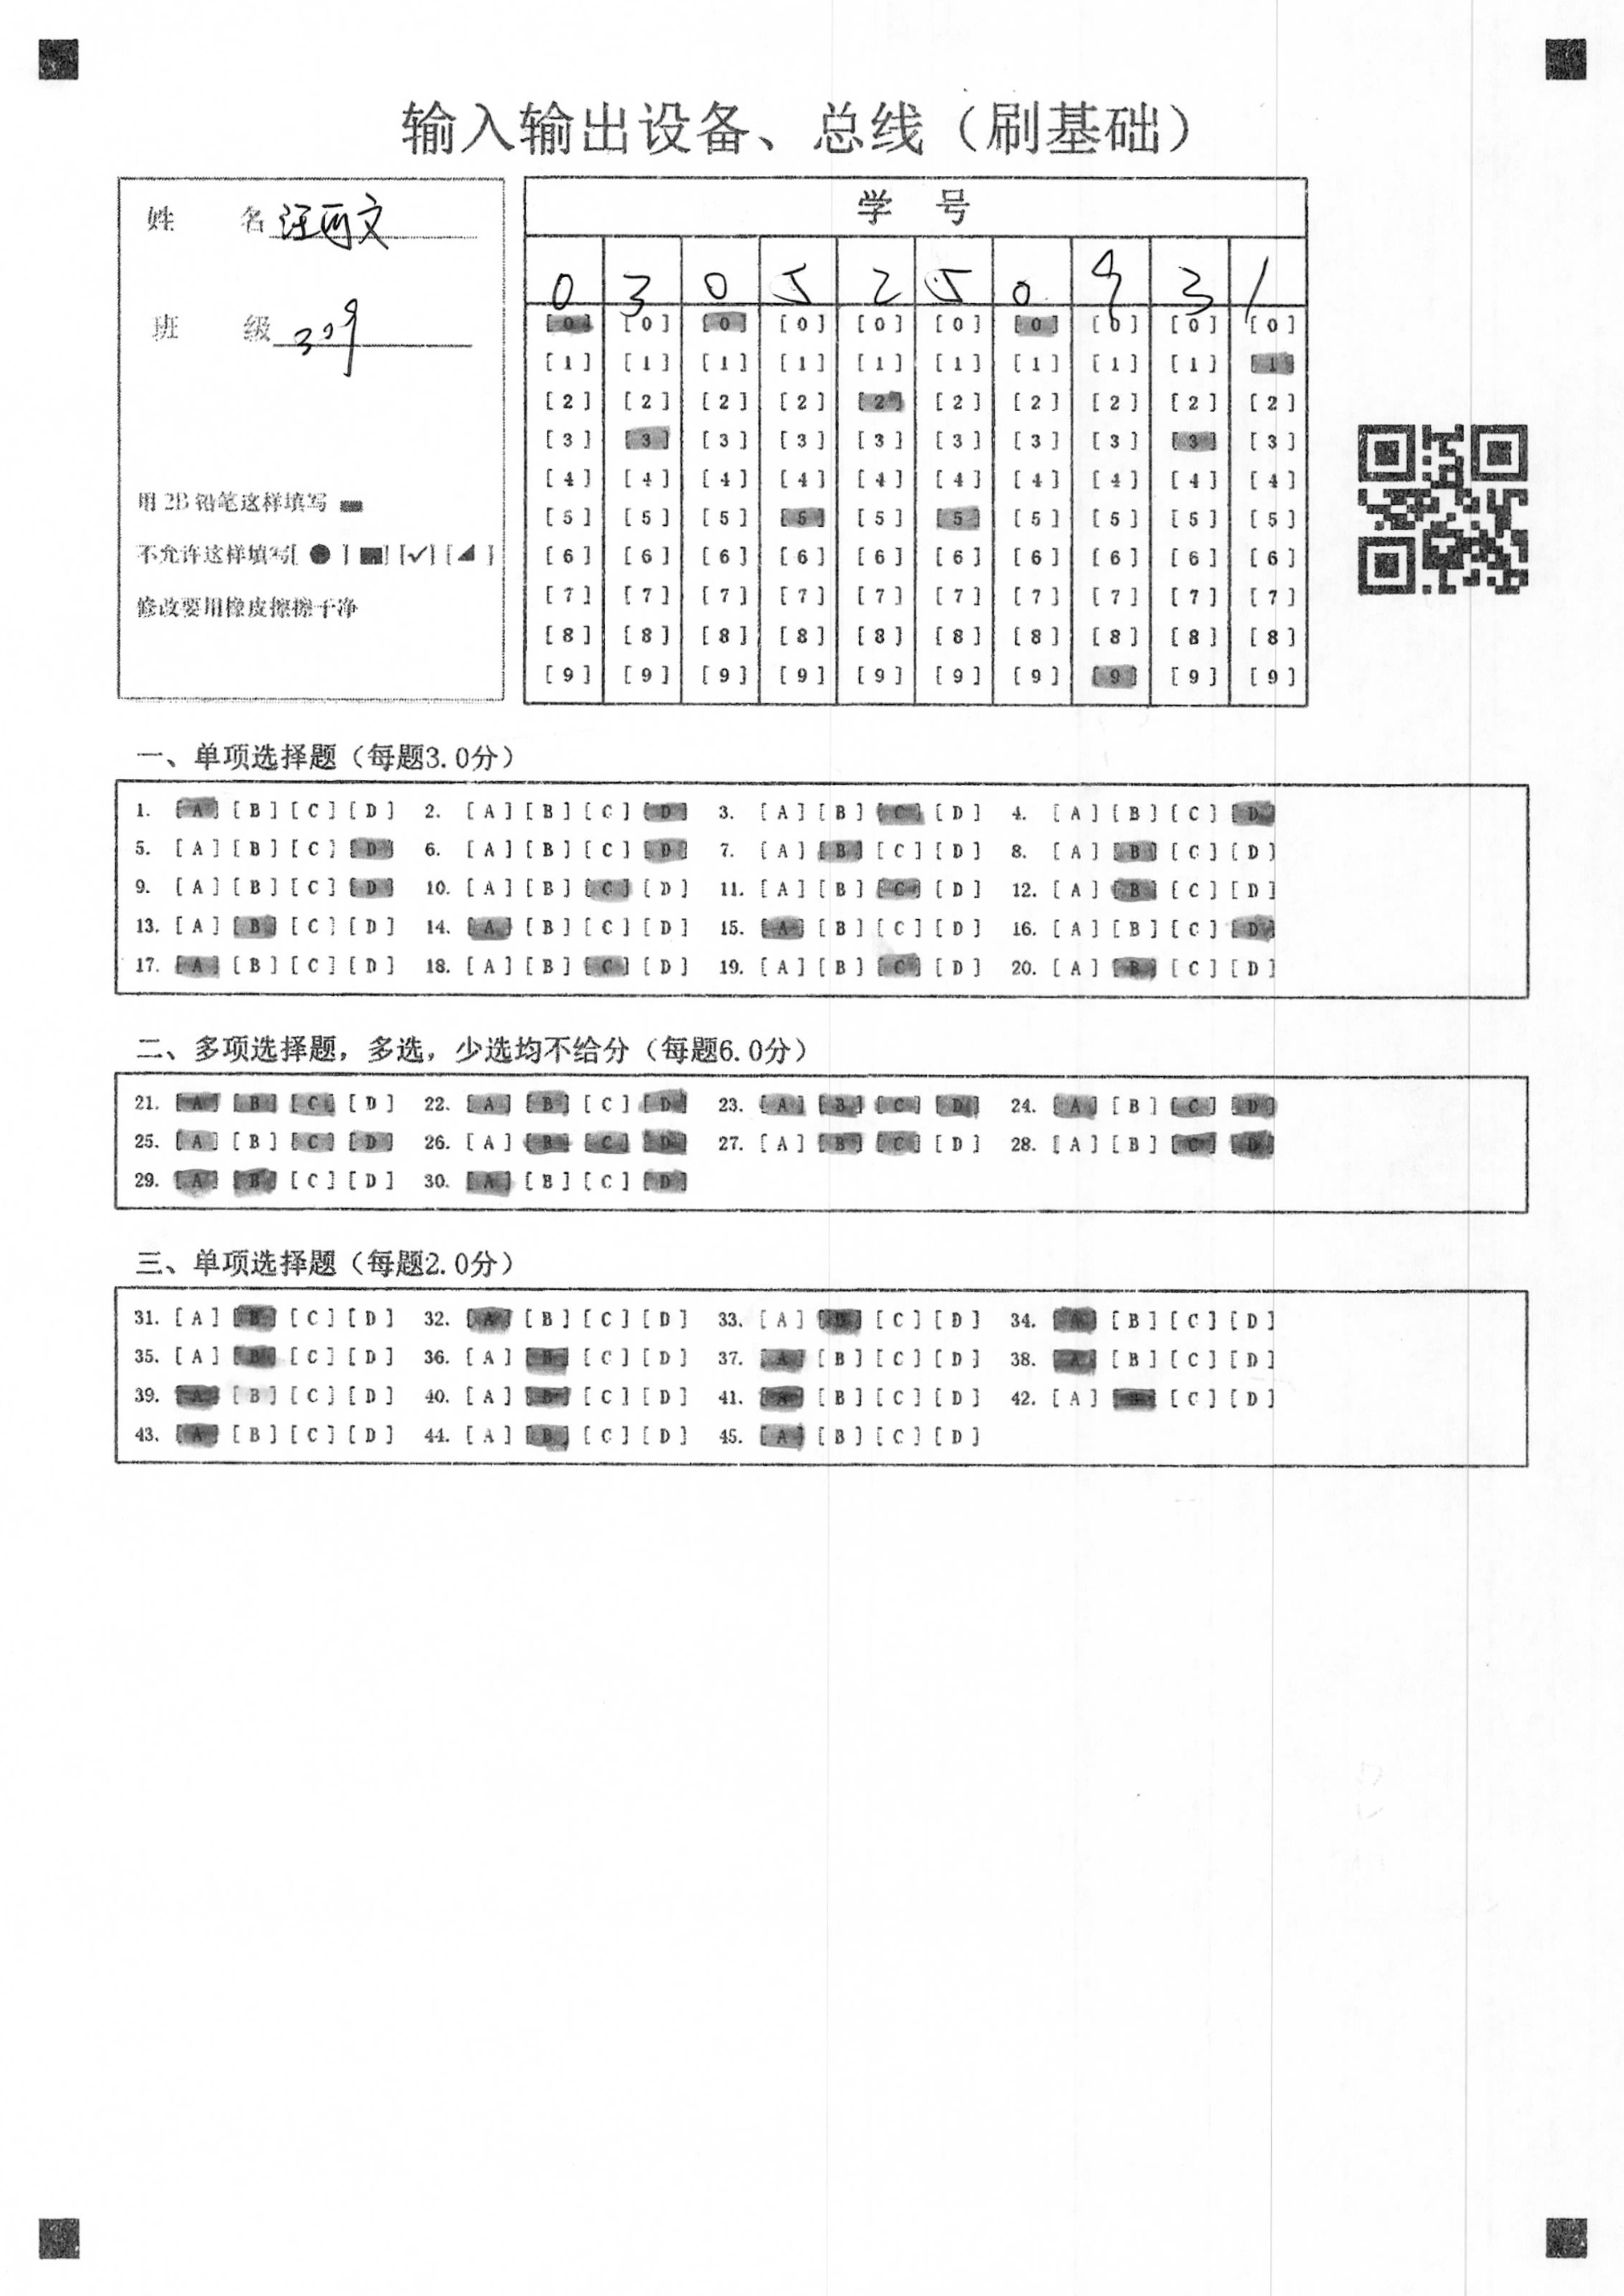 输入输出设备、总线（刷基础）
姓 名
班 级 309
用 2B 铅笔这样填写
不允许这样填写[ ● ] [✓] [ ]
修改要用橡皮擦擦干净
学 号
0 3 0 5 2 5 0 9 3 1
[0] [0] [0] [0] [0] [0] [0] [0] [0] [0]
[1] [1] [1] [1] [1] [1] [1] [1] [1] [1]
[2] [2] [2] [2] [2] [2] [2] [2] [2] [2]
[3] [3] [3] [3] [3] [3] [3] [3] [3] [3]
[4] [4] [4] [4] [4] [4] [4] [4] [4] [4]
[5] [5] [5] [5] [5] [5] [5] [5] [5] [5]
[6] [6] [6] [6] [6] [6] [6] [6] [6] [6]
[7] [7] [7] [7] [7] [7] [7] [7] [7] [7]
[8] [8] [8] [8] [8] [8] [8] [8] [8] [8]
[9] [9] [9] [9] [9] [9] [9] [9] [9] [9]
一、单项选择题（每题3.0分）
1. [A] [B] [C] [D] 2. [A] [B] [C] [D] 3. [A] [B] [C] [D] 4. [A] [B] [C] [D]
5. [A] [B] [C] [D] 6. [A] [B] [C] [D] 7. [A] [B] [C] [D] 8. [A] [B] [C] [D]
9. [A] [B] [C] [D] 10. [A] [B] [C] [D] 11. [A] [B] [C] [D] 12. [A] [B] [C] [D]
13. [A] [B] [C] [D] 14. [A] [B] [C] [D] 15. [A] [B] [C] [D] 16. [A] [B] [C] [D]
17. [A] [B] [C] [D] 18. [A] [B] [C] [D] 19. [A] [B] [C] [D] 20. [A] [B] [C] [D]
二、多项选择题，多选，少选均不给分（每题6.0分）
21. [A] [B] [C] [D] 22. [A] [B] [C] [D] 23. [A] [B] [C] [D] 24. [A] [B] [C] [D]
25. [A] [B] [C] [D] 26. [A] [B] [C] [D] 27. [A] [B] [C] [D] 28. [A] [B] [C] [D]
29. [A] [B] [C] [D] 30. [A] [B] [C] [D]
三、单项选择题（每题2.0分）
31. [A] [B] [C] [D] 32. [A] [B] [C] [D] 33. [A] [B] [C] [D] 34. [A] [B] [C] [D]
35. [A] [B] [C] [D] 36. [A] [B] [C] [D] 37. [A] [B] [C] [D] 38. [A] [B] [C] [D]
39. [A] [B] [C] [D] 40. [A] [B] [C] [D] 41. [A] [B] [C] [D] 42. [A] [B] [C] [D]
43. [A] [B] [C] [D] 44. [A] [B] [C] [D] 45. [A] [B] [C] [D]